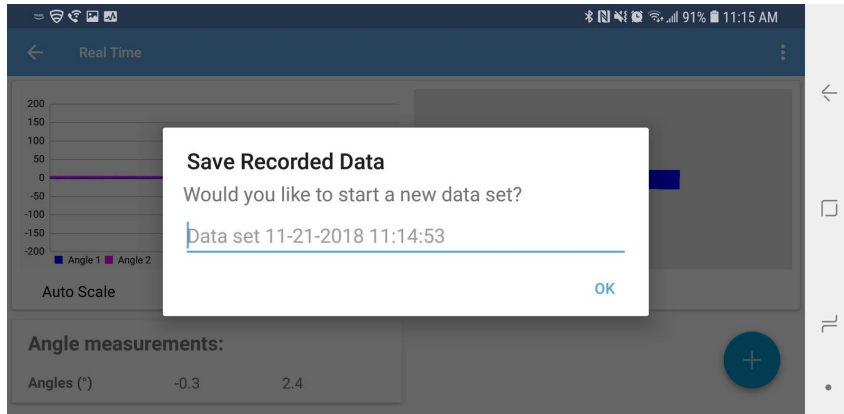 91% 11:15 AM
Real Time
200
150
100
50
0
-50
-100
-150
-200
Angle 1 Angle 2
Auto Scale
Save Recorded Data
Would you like to start a new data set?
Data set 11-21-2018 11:14:53
OK
Angle measurements:
Angles (°) -0.3 2.4